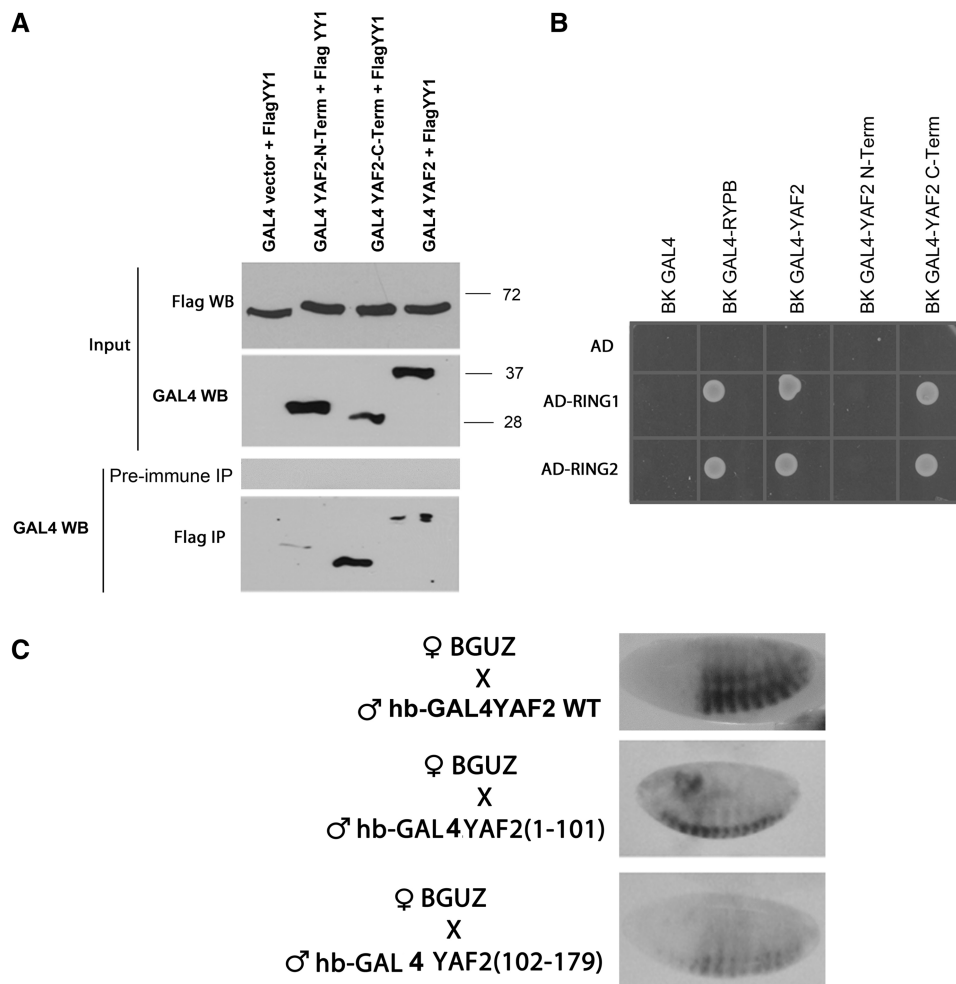 A
GAL4 vector + FlagYY1
GAL4 YAF2-N-Term + Flag YY1
GAL4 YAF2-C-Term + FlagYY1
GAL4 YAF2 + FlagYY1
Input
Flag WB
72
GAL4 WB
37
28
GAL4 WB
Pre-immune IP
Flag IP
B
BK GAL4
BK GAL4-RYPB
BK GAL4-YAF2
BK GAL4-YAF2 N-Term
BK GAL4-YAF2 C-Term
AD
AD-RING1
AD-RING2
C
♀ BGUZ
X
♂ hb-GAL4YAF2 WT
♀ BGUZ
X
♂ hb-GAL4YAF2(1-101)
♀ BGUZ
X
♂ hb-GAL 4 YAF2(102-179)